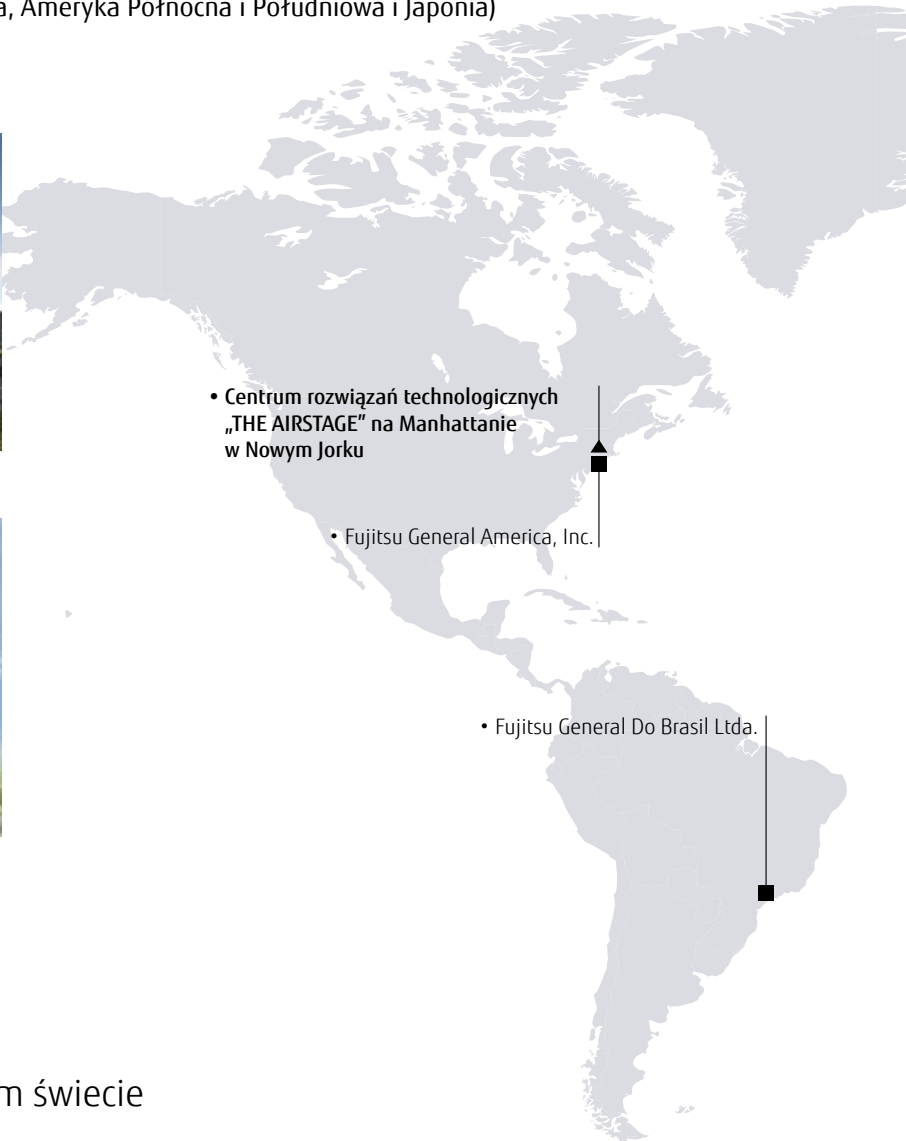 a, Ameryka Północna i Południowa i Japonia)
• Centrum rozwiązań technologicznych
„THE AIRSTAGE” na Manhattanie
w Nowym Jorku
• Fujitsu General America, Inc.
• Fujitsu General Do Brasil Ltda.
m świecie